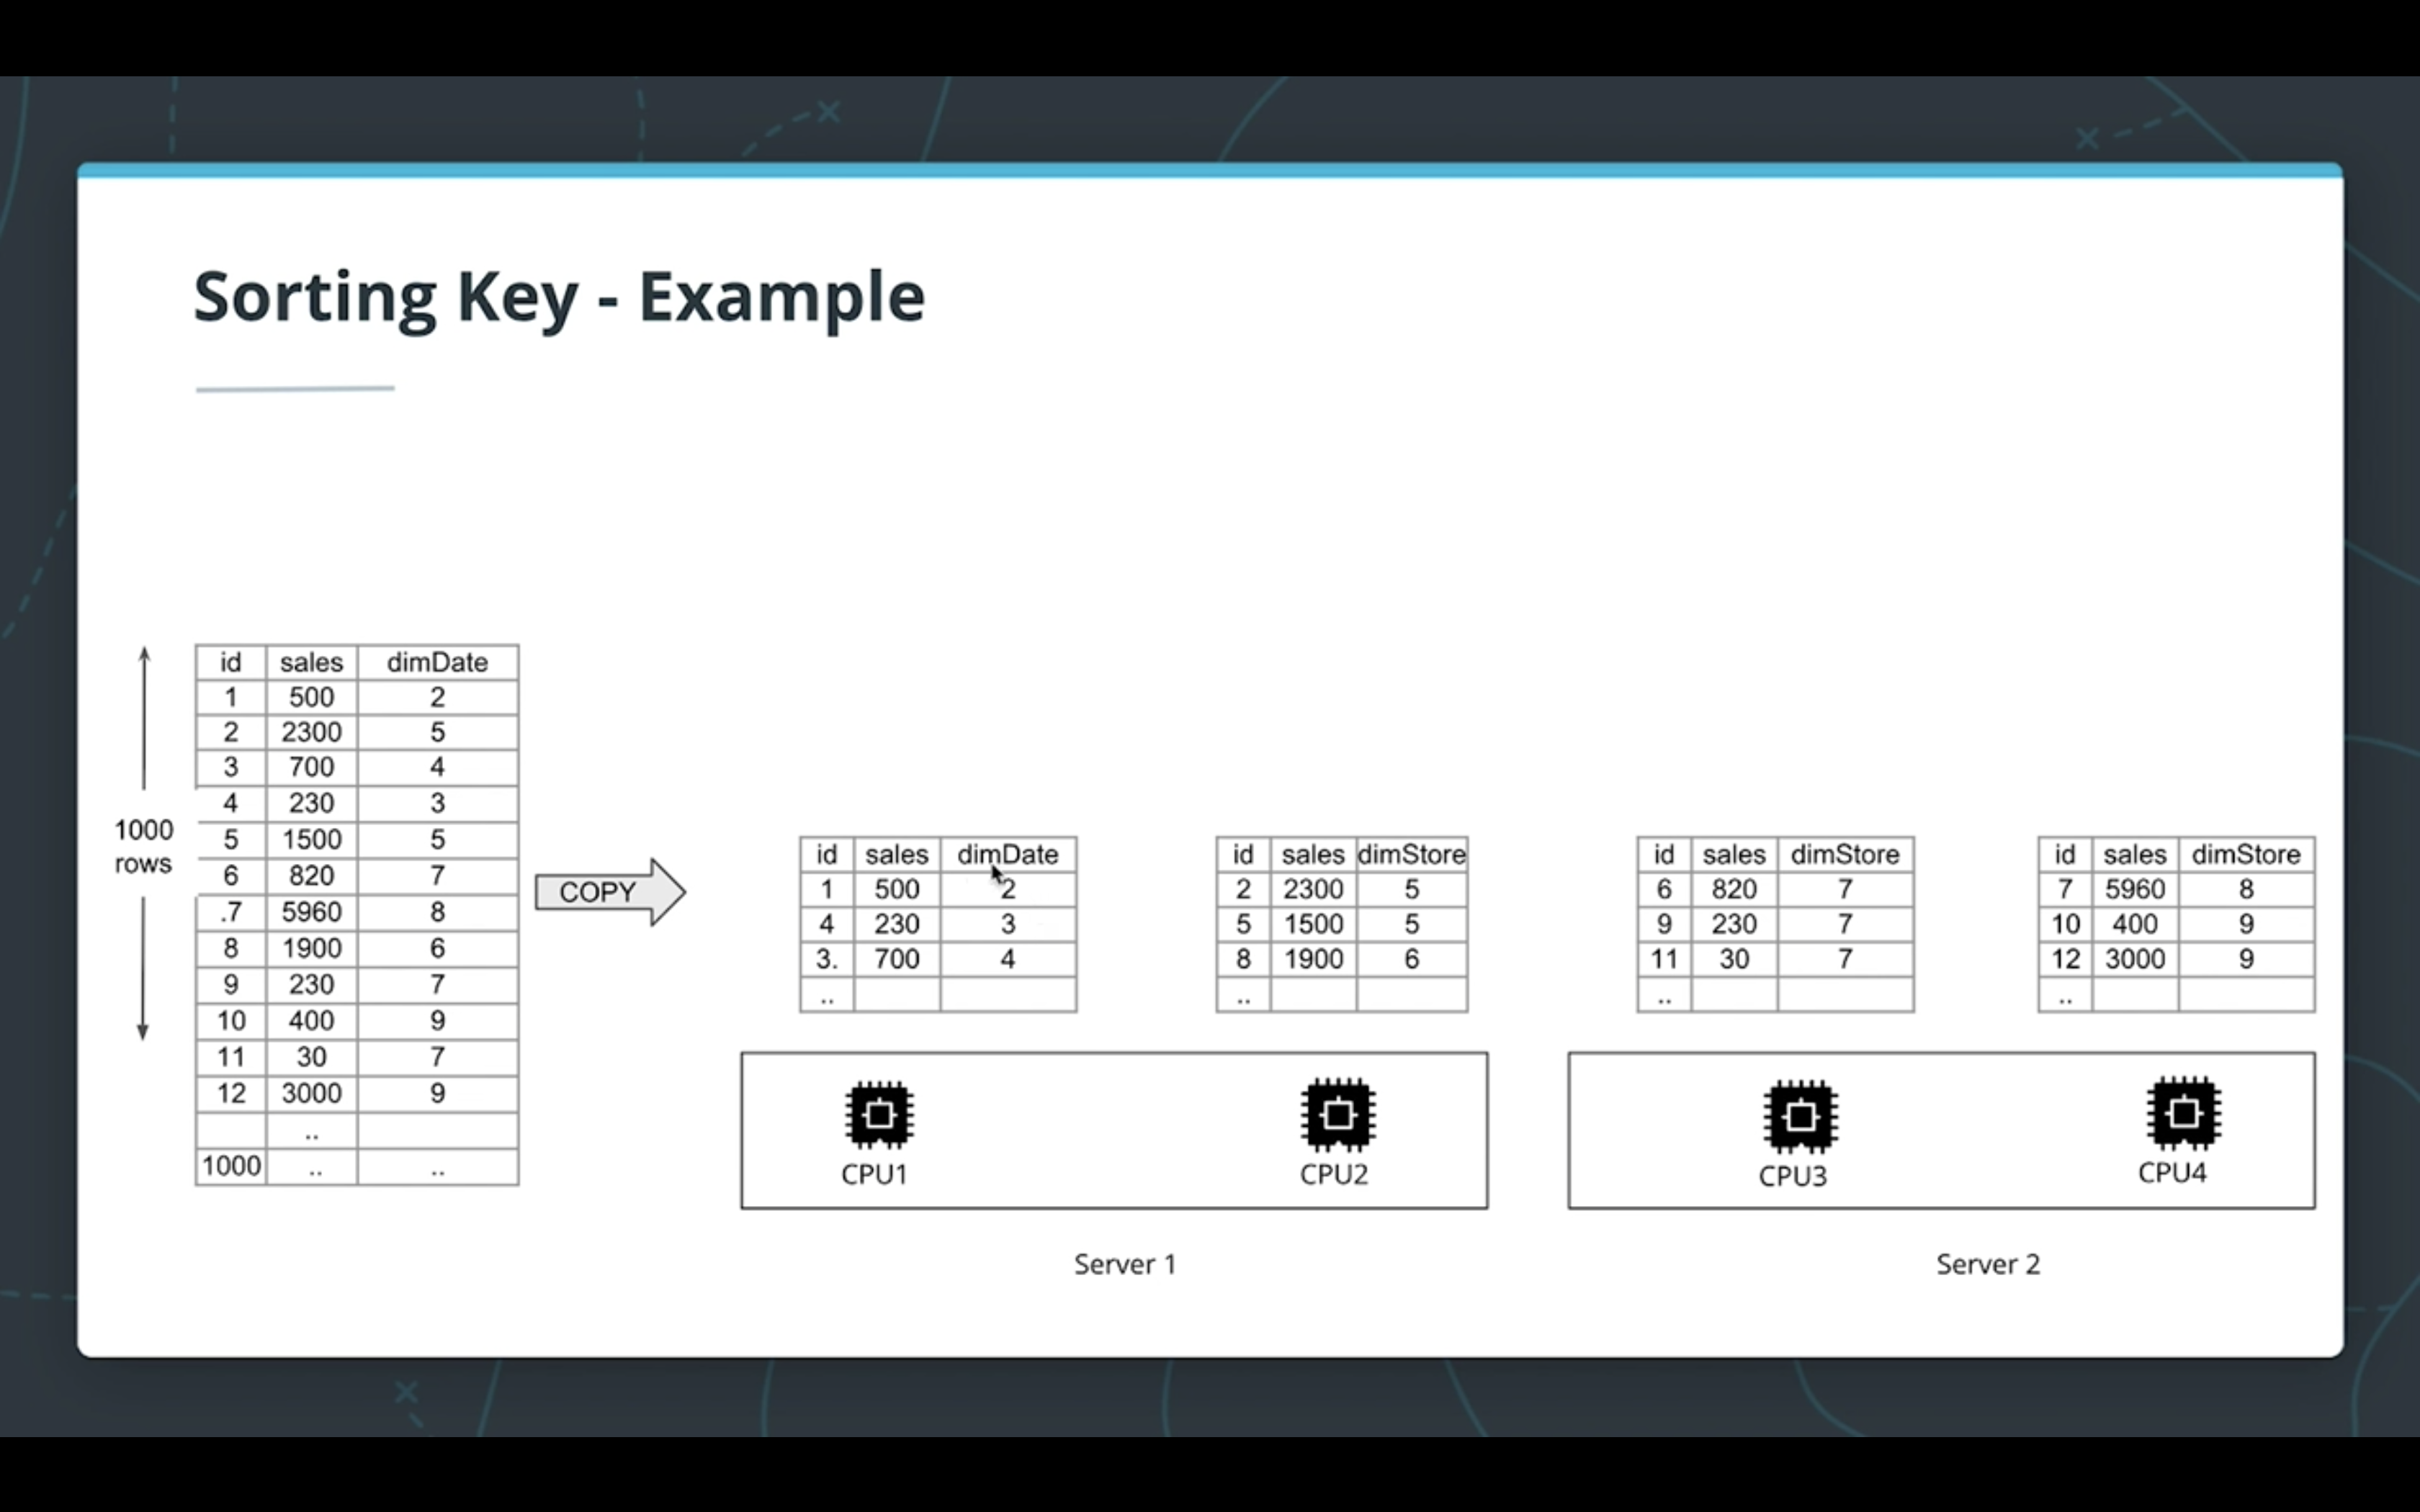 Sorting Key - Example
1000
rows
id sales dimDate
1 500 2
2 2300 5
3 700 4
4 230 3
5 1500 5
6 820 7
.7 5960 8
8 1900 6
9 230 7
10 400 9
11 30 7
12 3000 9
..
1000 .. ..
COPY
id sales dimDate
1 500 2
4 230 3
3. 700 4
..
id sales dimStore
2 2300 5
5 1500 5
8 1900 6
..
id sales dimStore
6 820 7
9 230 7
11 30 7
..
id sales dimStore
7 5960 8
10 400 9
12 3000 9
..
CPU1
CPU2
CPU3
CPU4
Server 1
Server 2